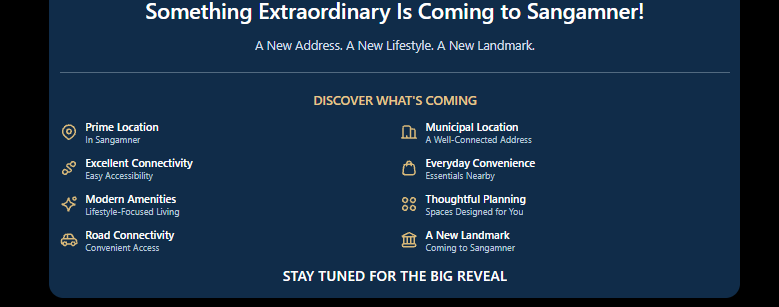 Something Extraordinary Is Coming to Sangamner!
A New Address. A New Lifestyle. A New Landmark.
DISCOVER WHAT'S COMING
Prime Location
In Sangamner
Municipal Location
A Well-Connected Address
Excellent Connectivity
Easy Accessibility
Everyday Convenience
Essentials Nearby
Modern Amenities
Lifestyle-Focused Living
Thoughtful Planning
Spaces Designed for You
Road Connectivity
Convenient Access
A New Landmark
Coming to Sangamner
STAY TUNED FOR THE BIG REVEAL